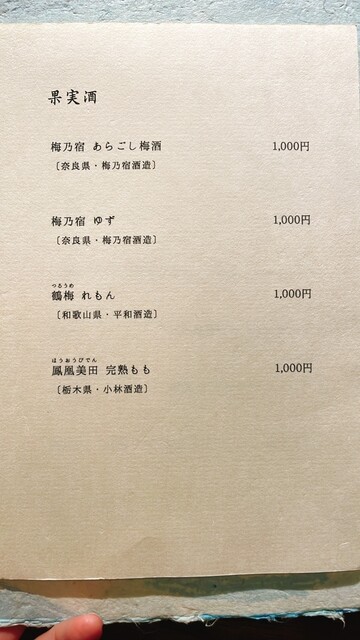 果実酒
梅乃宿 あらごし梅酒 1,000円
〔奈良県・梅乃宿酒造〕
梅乃宿 ゆず 1,000円
〔奈良県・梅乃宿酒造〕
つるうめ
鶴梅 れもん 1,000円
〔和歌山県・平和酒造〕
ほうおうびでん
鳳凰美田 完熟もも 1,000円
〔栃木県・小林酒造〕